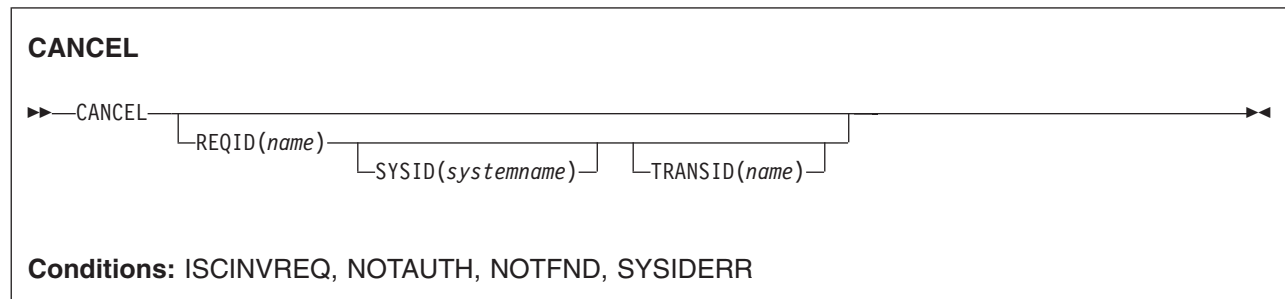 CANCEL
CANCEL
REQID(name)
SYSID(systemname) TRANSID(name)
Conditions: ISCINVREQ, NOTAUTH, NOTFND, SYSIDERR